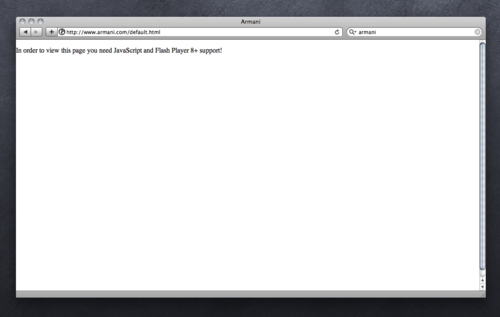 Armani
http://www.armani.com/default.html
armani
In order to view this page you need JavaScript and Flash Player 8+ support!